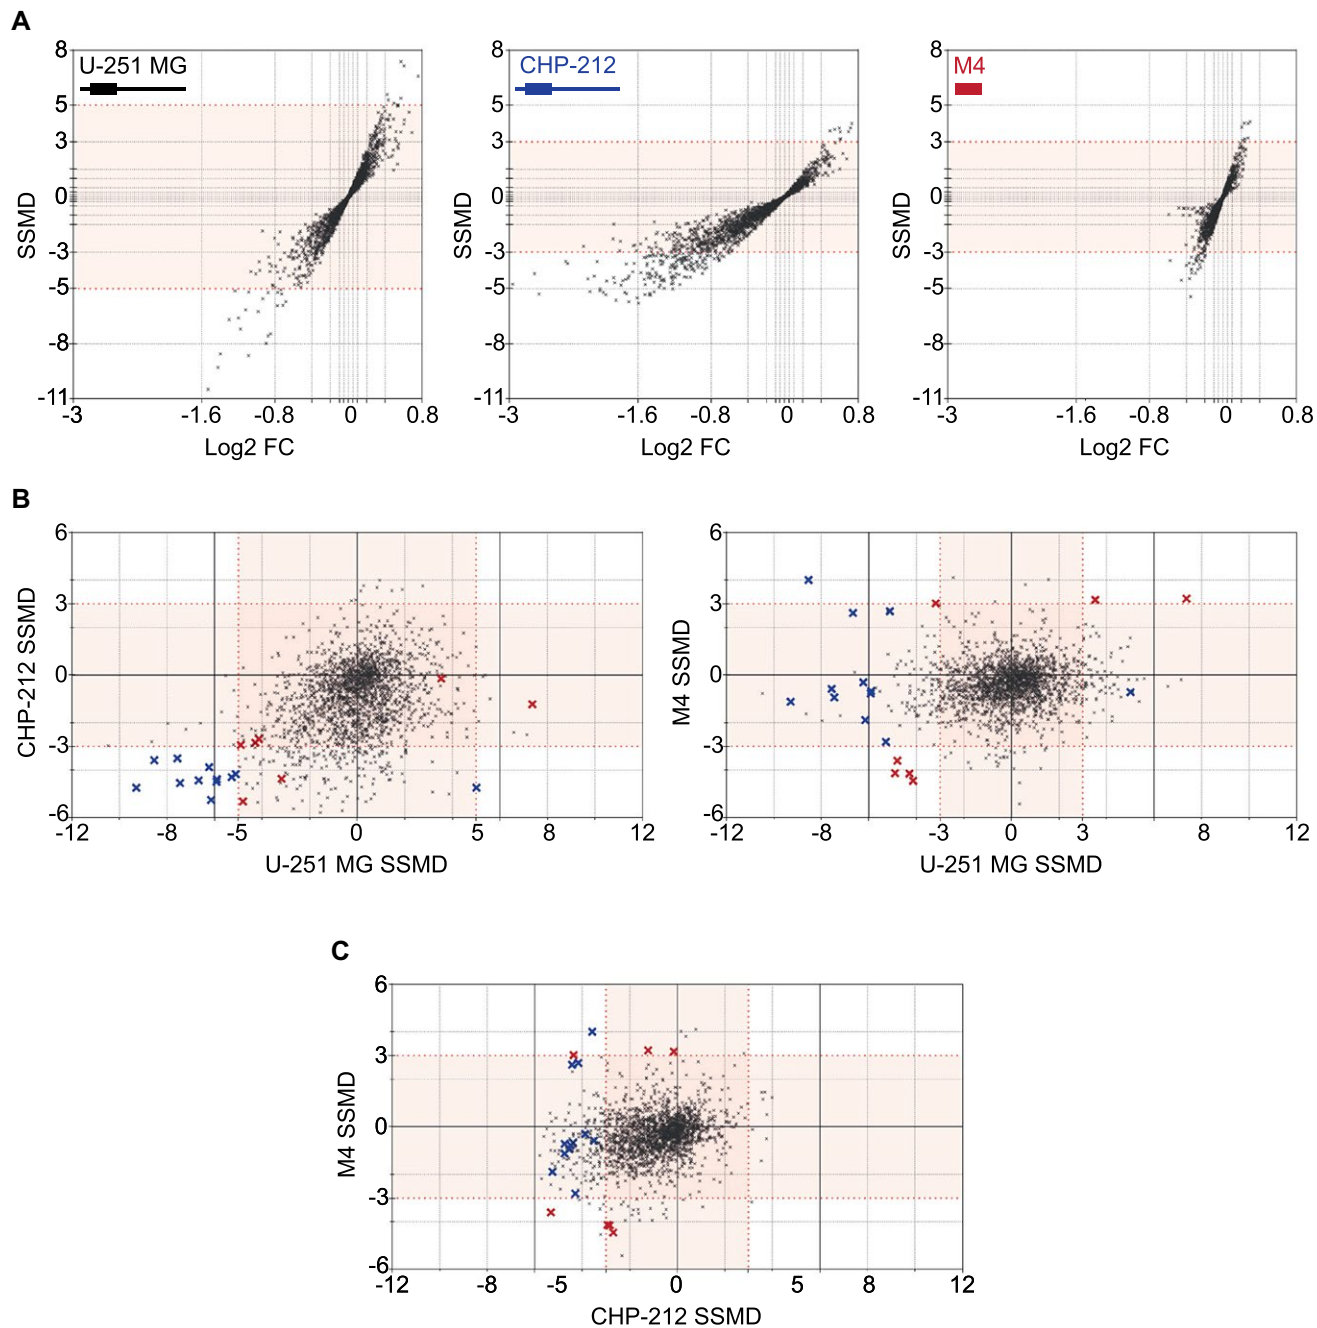 A
8
5
3
0
-3
-5
-8
-11
SSMD
U-251 MG
-3 -1.6 -0.8 0 0.8
Log2 FC
8
5
3
0
-3
-5
-8
-11
SSMD
CHP-212
-3 -1.6 -0.8 0 0.8
Log2 FC
8
5
3
0
-3
-5
-8
-11
SSMD
M4
-3 -1.6 -0.8 0 0.8
Log2 FC
B
6
3
0
-3
-6
CHP-212 SSMD
-12 -8 -5 0 5 8 12
U-251 MG SSMD
6
3
0
-3
-6
M4 SSMD
-12 -8 -3 0 3 8 12
U-251 MG SSMD
C
6
3
0
-3
-6
M4 SSMD
-12 -8 -5 0 5 8 12
CHP-212 SSMD